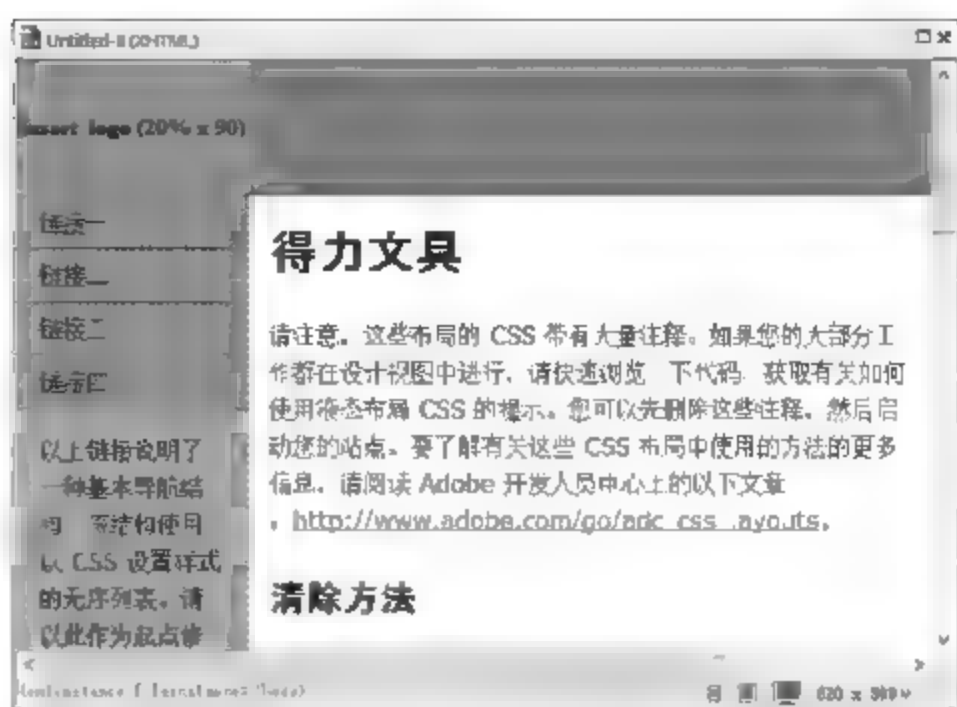 Untitled-8 (XHTML)
Insert_logo (20% x 90)
链接一
链接二
链接三
链接四
以上链接说明了
一种基本导航结
构 该结构使用
以 CSS 设置样式
的无序列表。请
以此作为起点修
得力文具
请注意，这些布局的 CSS 带有大量注释。如果您的大部分工
作都在设计视图中进行，请快速浏览一下代码 获取有关如何
使用液态布局 CSS 的提示。您可以先删除这些注释，然后启
动您的站点。要了解有关这些 CSS 布局中使用的方法的更多
信息，请阅读 Adobe 开发人员中心上的以下文章
。http://www.adobe.com/go/adc_css_layouts。
清除方法